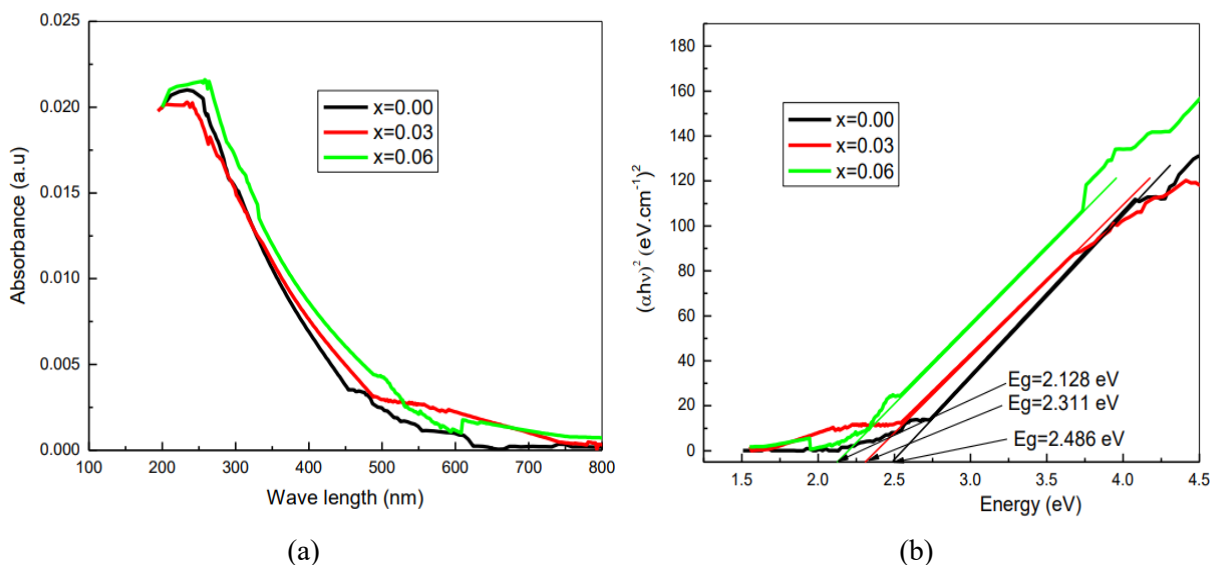 0.025
0.020
0.015
0.010
0.005
0.000
Absorbance (a.u)
x=0.00
x=0.03
x=0.06
100 200 300 400 500 600 700 800
Wave length (nm)
(a)
180
160
140
120
100
80
60
40
20
0
(αhν)² (eV.cm⁻¹)²
x=0.00
x=0.03
x=0.06
Eg=2.128 eV
Eg=2.311 eV
Eg=2.486 eV
1.5 2.0 2.5 3.0 3.5 4.0 4.5
Energy (eV)
(b)